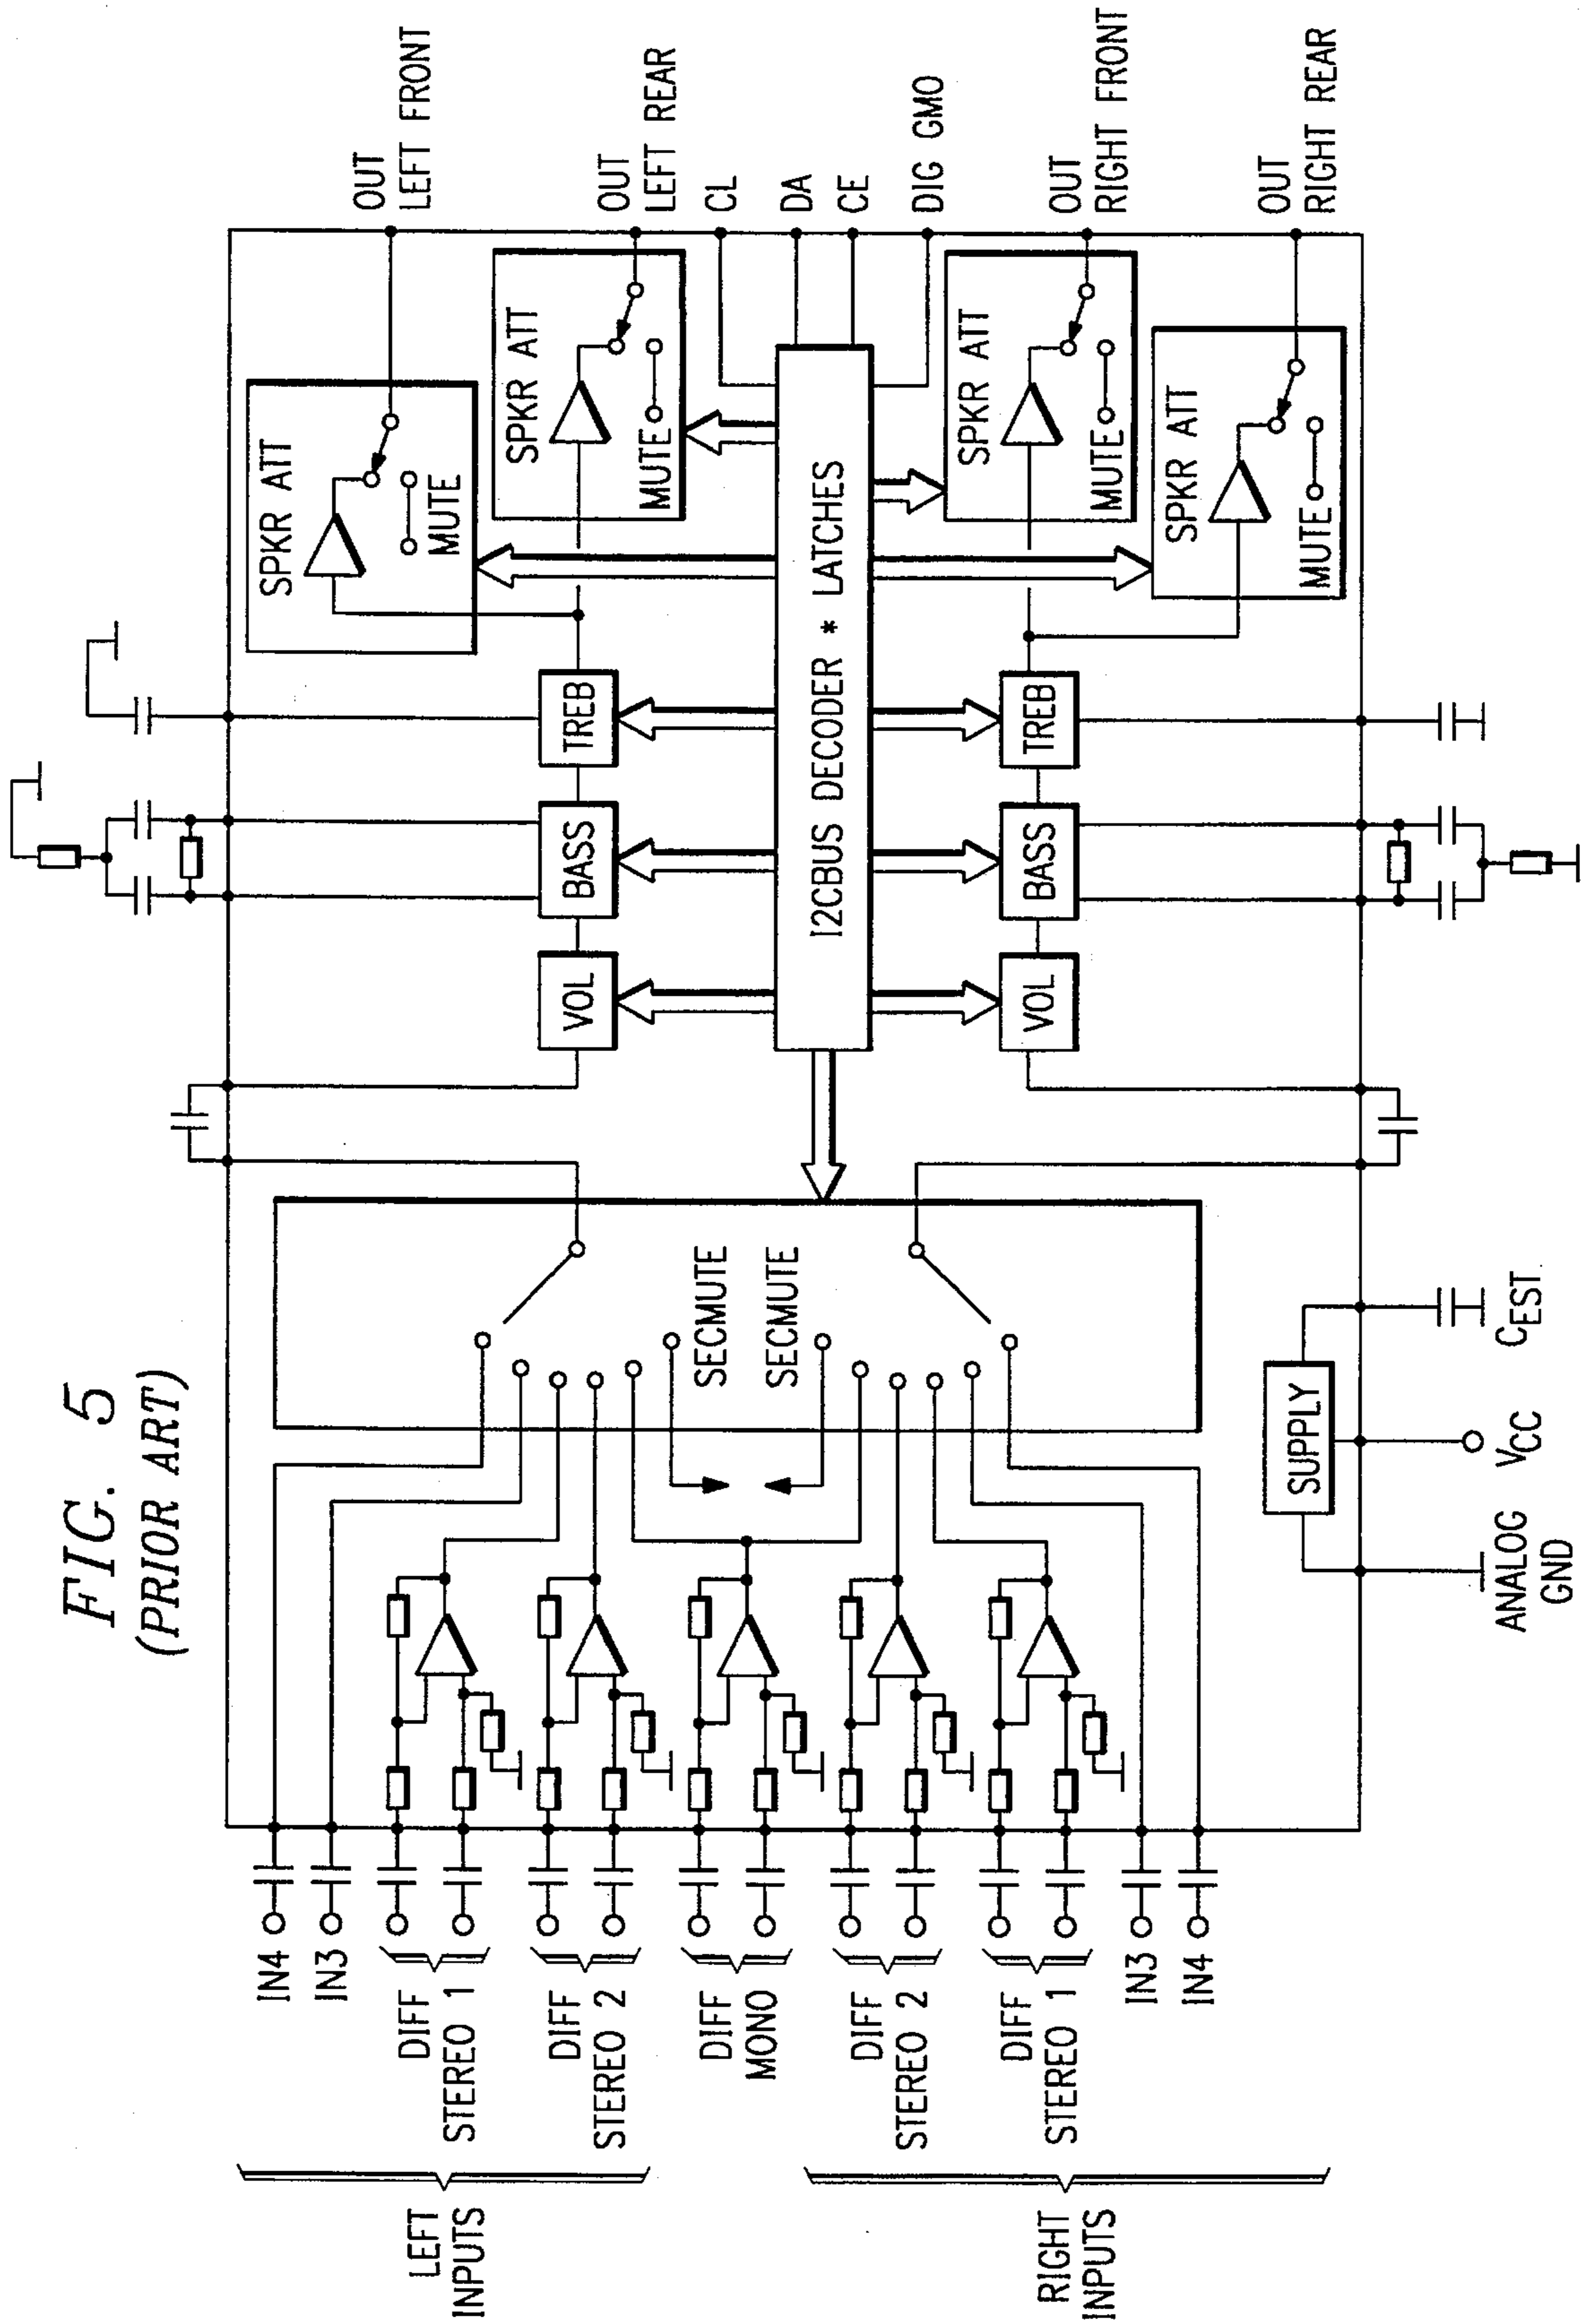 FIG. 5
(PRIOR ART)
LEFT
INPUTS
IN4
IN3
DIFF
STEREO 1
DIFF
STEREO 2
DIFF
MONO
RIGHT
INPUTS
DIFF
STEREO 2
DIFF
STEREO 1
IN3
IN4
SECMUTE
SECMUTE
VOL
BASS
TREB
I2CBUS DECODER * LATCHES
VOL
BASS
TREB
SPKR ATT
MUTE
SPKR ATT
MUTE
SPKR ATT
MUTE
SPKR ATT
MUTE
OUT
LEFT FRONT
OUT
LEFT REAR
CL
DA
CE
DIG GMO
OUT
RIGHT FRONT
OUT
RIGHT REAR
SUPPLY
ANALOG
GND
VCC
CEST